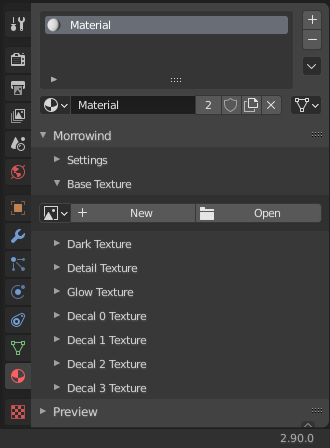 Material
Material 2
Morrowind
Settings
Base Texture
New Open
Dark Texture
Detail Texture
Glow Texture
Decal 0 Texture
Decal 1 Texture
Decal 2 Texture
Decal 3 Texture
Preview
2.90.0